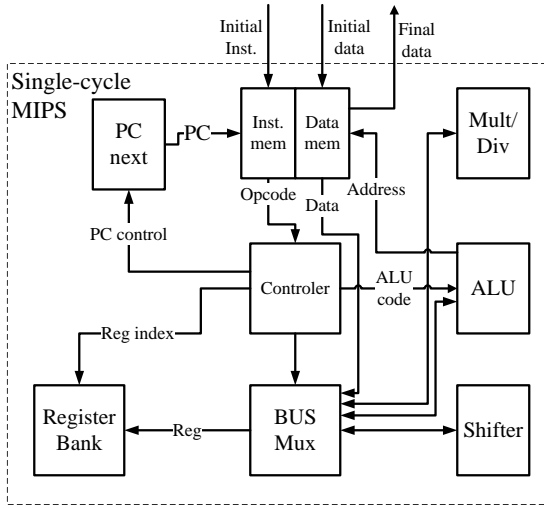 Initial
Inst.
Initial
data
Final
data
Single-cycle
MIPS
PC
next
PC
Inst.
mem
Data
mem
Mult/
Div
Opcode
Data
Address
PC control
Controler
ALU
code
ALU
Reg index
Register
Bank
Reg
BUS
Mux
Shifter